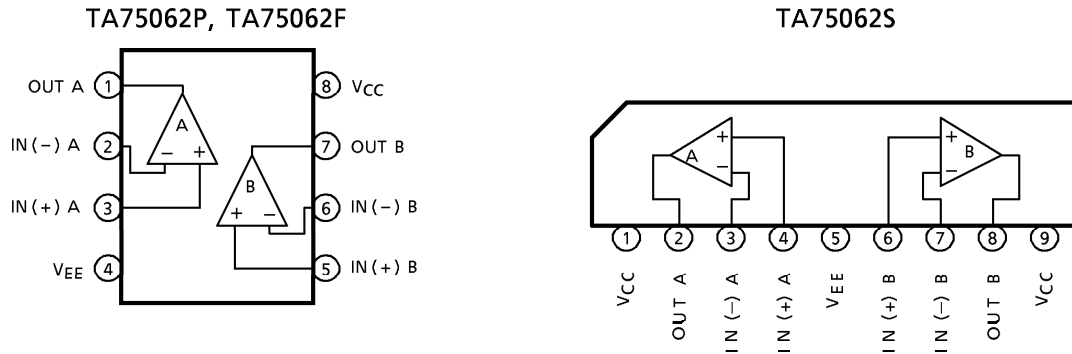 TA75062P, TA75062F
OUT A 1
8 VCC
A
IN(-) A 2
- +
7 OUT B
B
IN(+) A 3
+ -
6 IN(-) B
VEE 4
5 IN(+) B
TA75062S
+
-
A
+
-
B
1 2 3 4 5 6 7 8 9
VCC
OUT A
IN(-) A
IN(+) A
VEE
IN(+) B
IN(-) B
OUT B
VCC